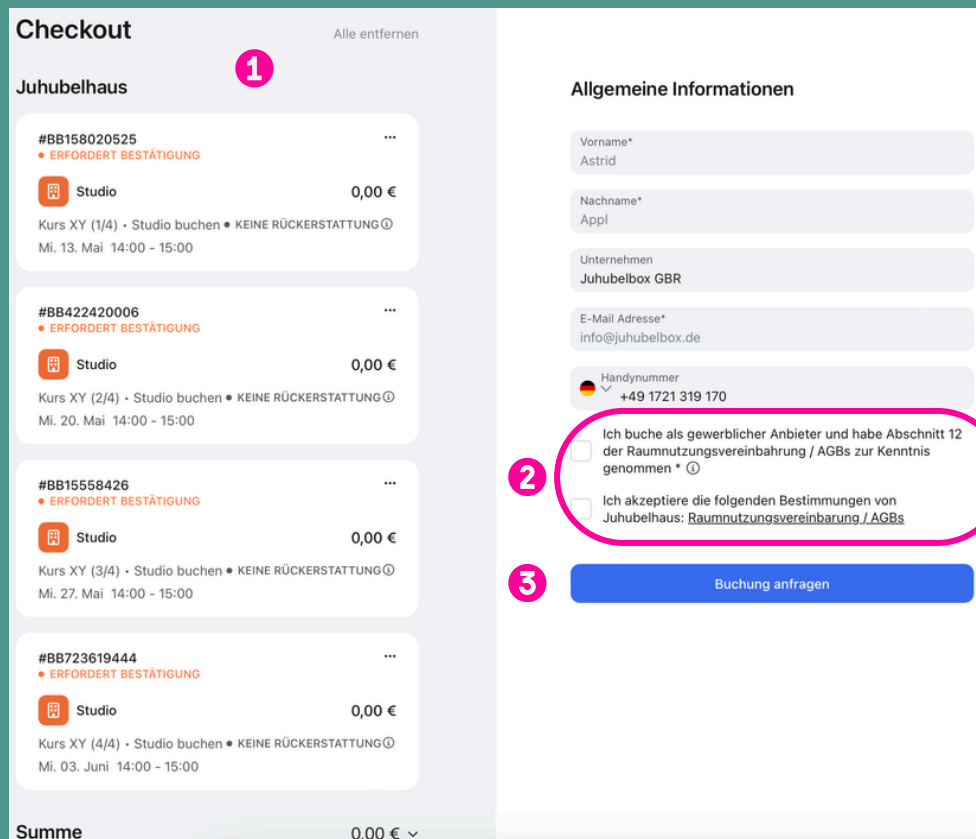 Checkout
Alle entfernen
1
Juhubelhaus
#BB158020525
ERFORDERT BESTÄTIGUNG
Studio
0,00 €
Kurs XY (1/4) • Studio buchen • KEINE RÜCKERSTATTUNG
Mi. 13. Mai 14:00 - 15:00
#BB422420006
ERFORDERT BESTÄTIGUNG
Studio
0,00 €
Kurs XY (2/4) • Studio buchen • KEINE RÜCKERSTATTUNG
Mi. 20. Mai 14:00 - 15:00
#BB15558426
ERFORDERT BESTÄTIGUNG
Studio
0,00 €
Kurs XY (3/4) • Studio buchen • KEINE RÜCKERSTATTUNG
Mi. 27. Mai 14:00 - 15:00
#BB723619444
ERFORDERT BESTÄTIGUNG
Studio
0,00 €
Kurs XY (4/4) • Studio buchen • KEINE RÜCKERSTATTUNG
Mi. 03. Juni 14:00 - 15:00
Summe
0,00 €
Allgemeine Informationen
Vorname*
Astrid
Nachname*
Appl
Unternehmen
Juhubelbox GBR
E-Mail Adresse*
info@juhubelbox.de
Handynummer
+49 1721 319 170
2
Ich buche als gewerblicher Anbieter und habe Abschnitt 12
der Raumnutzungsvereinbahrung / AGBs zur Kenntnis
genommen *
Ich akzeptiere die folgenden Bestimmungen von
Juhubelhaus: Raumnutzungsvereinbarung / AGBs
3
Buchung anfragen